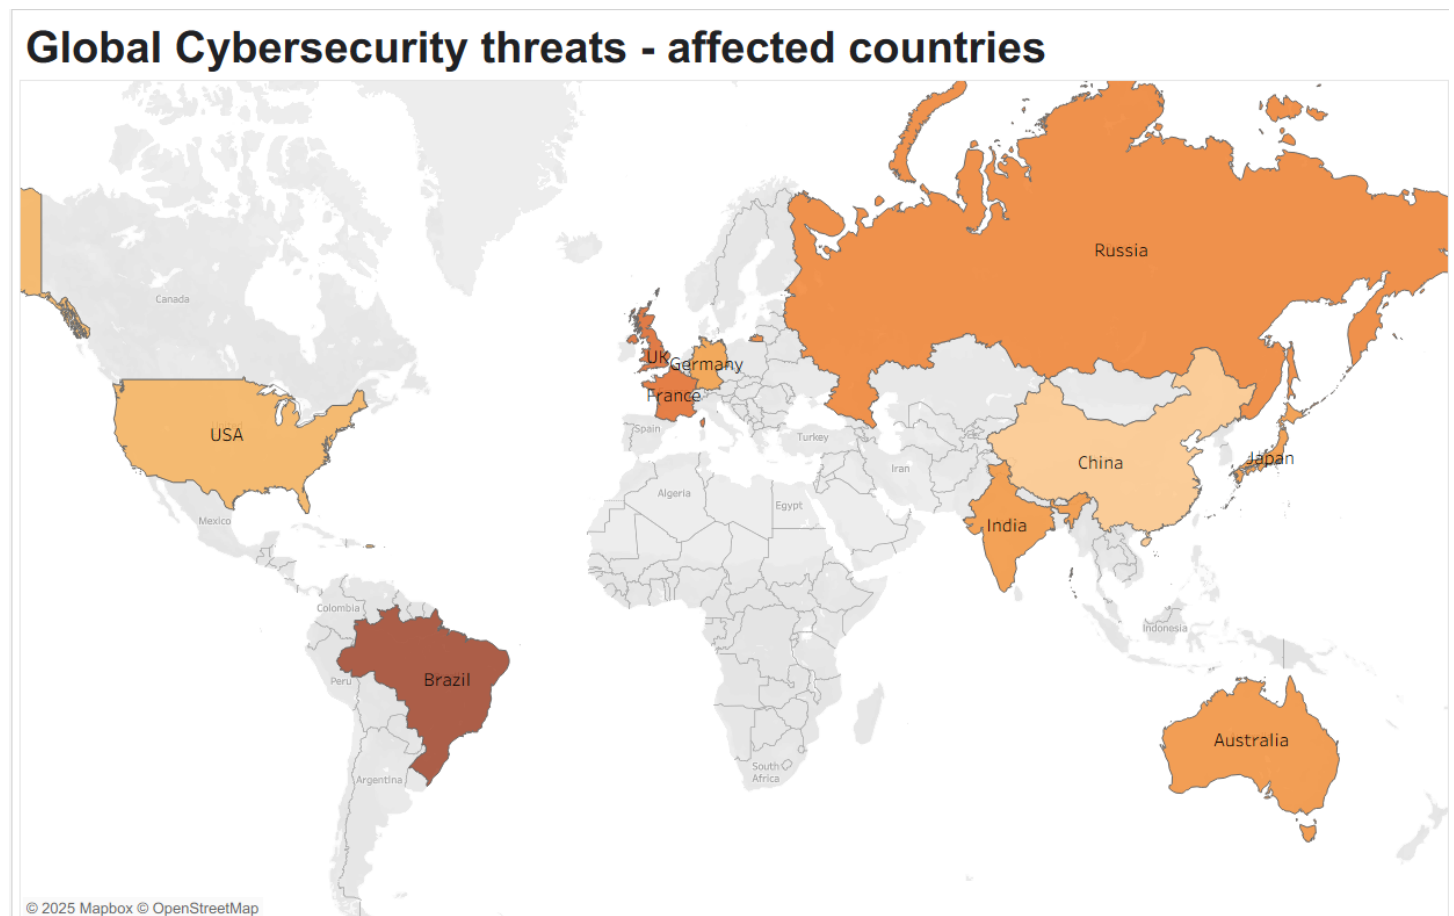 Global Cybersecurity threats - affected countries
Russia
Canada
UK
Germany
France
USA
Spain
Turkey
China
Japan
Iran
Algeria
Egypt
Mexico
India
Colombia
Indonesia
Peru
Brazil
Australia
South
Africa
Argentina
© 2025 Mapbox © OpenStreetMap